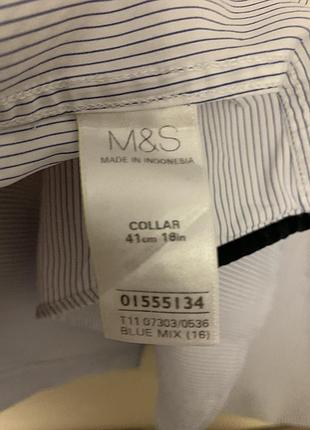 M&S
MADE IN INDONESIA
COLLAR
41cm 16in
01555134
T11 07303/0536
BLUE MIX (16)